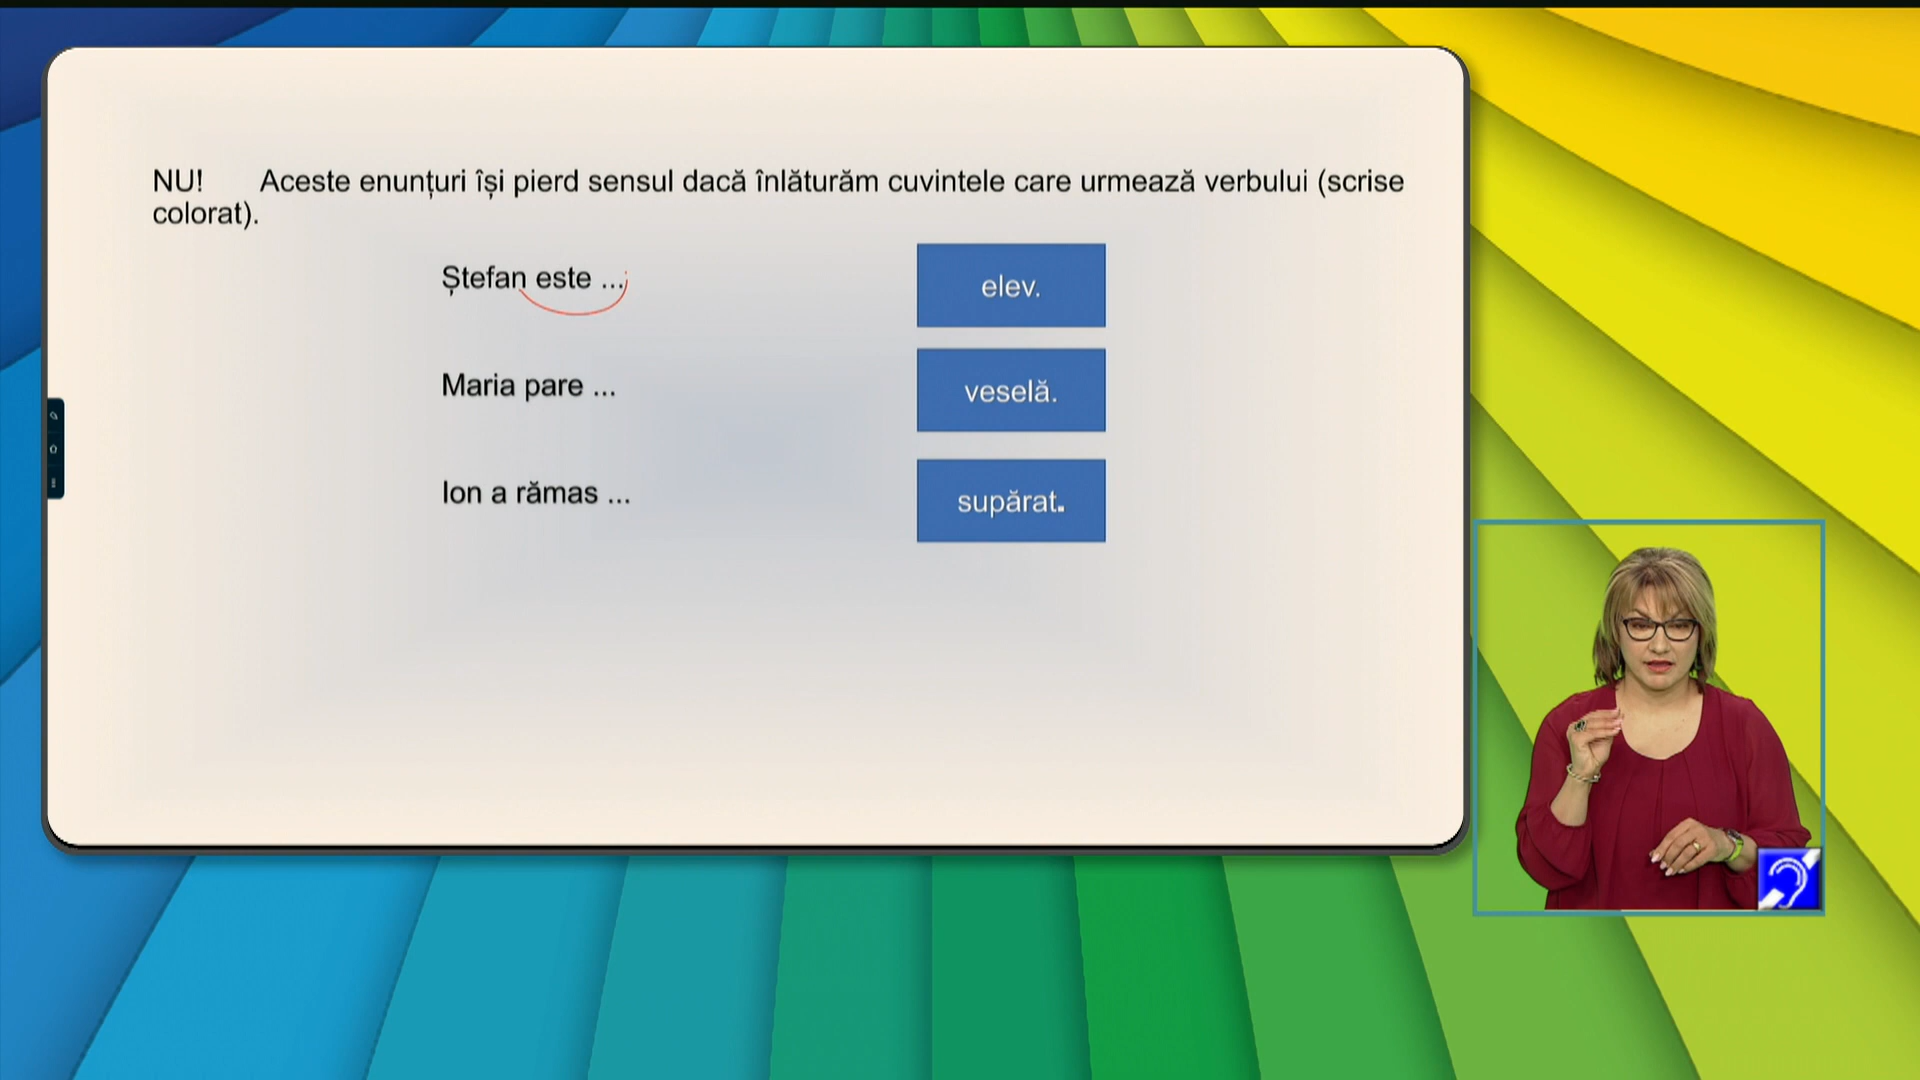 NU! Aceste enunțuri își pierd sensul dacă înlăturăm cuvintele care urmează verbului (scrise
colorat).
Ștefan este ...
elev.
Maria pare ...
veselă.
Ion a rămas ...
supărat.